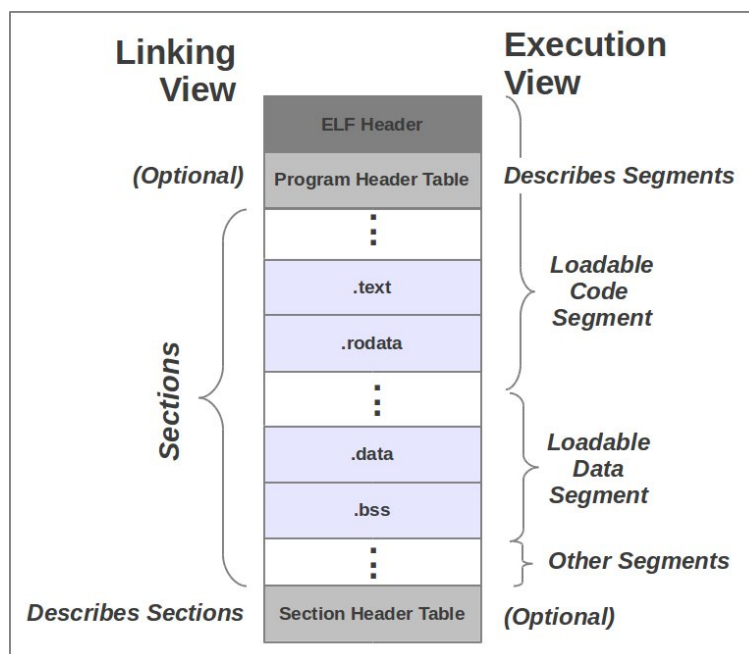 Linking
View
Execution
View
ELF Header
(Optional)
Program Header Table
Describes Segments
.text
Loadable
Code
Segment
.rodata
Sections
.data
Loadable
Data
Segment
.bss
Other Segments
Describes Sections
Section Header Table
(Optional)